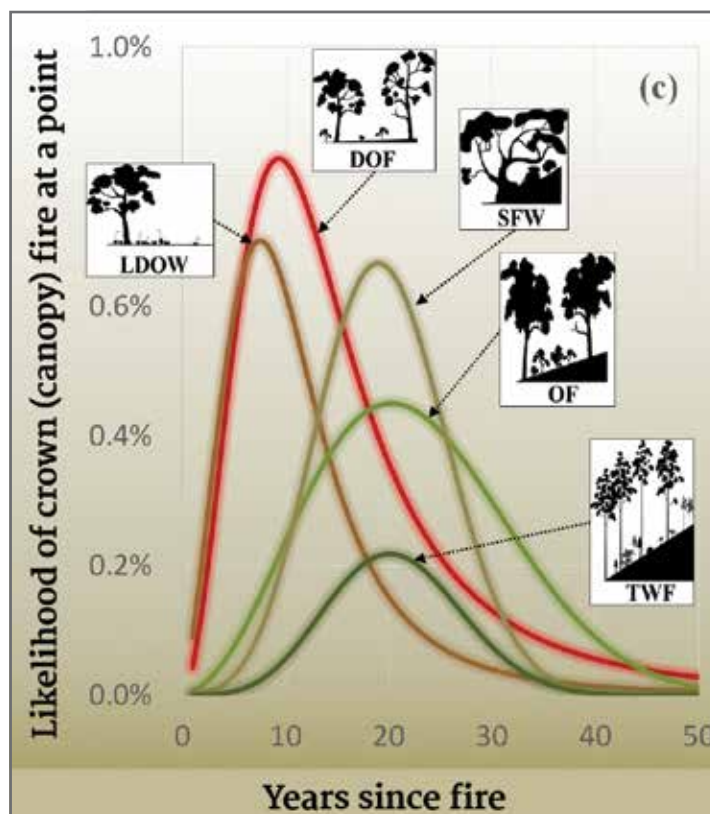 1.0%
(c)
DOF
SFW
LDOW
0.6%
OF
0.4%
TWF
0.2%
0.0%
0 10 20 30 40 50
Years since fire
Likelihood of crown (canopy) fire at a point